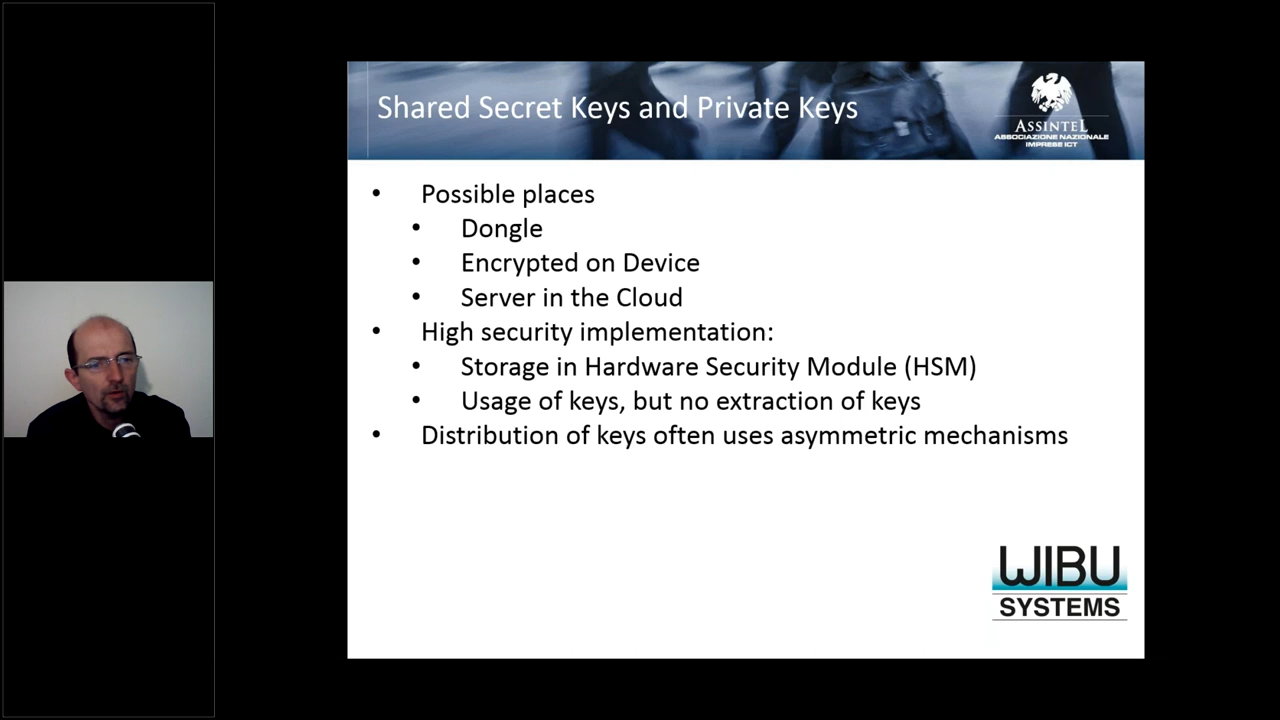 Shared Secret Keys and Private Keys
ASSINTEL
ASSOCIAZIONE NAZIONALE
IMPRESE ICT
• Possible places
• Dongle
• Encrypted on Device
• Server in the Cloud
• High security implementation:
• Storage in Hardware Security Module (HSM)
• Usage of keys, but no extraction of keys
• Distribution of keys often uses asymmetric mechanisms
WIBU
SYSTEMS